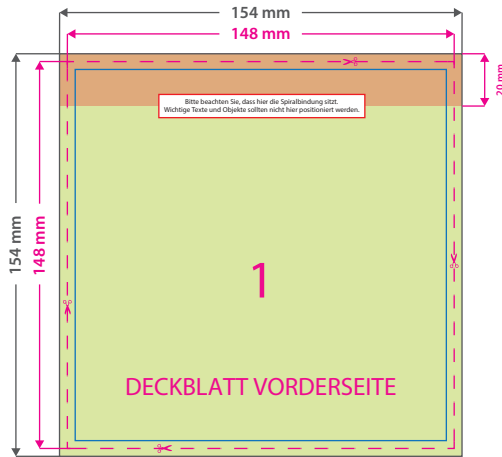 154 mm
148 mm
Bitte beachten Sie, dass hier die Spiralbindung sitzt.
Wichtige Texte und Objekte sollten nicht hier positioniert werden.
20 mm
154 mm
148 mm
1
DECKBLATT VORDERSEITE